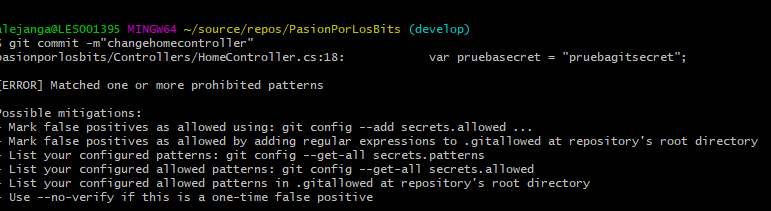 alejanga@LES001395 MINGW64 ~/source/repos/PasionPorLosBits (develop)
$ git commit -m"changehomecontroller"
pasionporlosbits/Controllers/HomeController.cs:18:            var pruebasecret = "pruebagitsecret";
[ERROR] Matched one or more prohibited patterns
Possible mitigations:
- Mark false positives as allowed using: git config --add secrets.allowed ...
- Mark false positives as allowed by adding regular expressions to .gitallowed at repository's root directory
- List your configured patterns: git config --get-all secrets.patterns
- List your configured allowed patterns: git config --get-all secrets.allowed
- List your configured allowed patterns in .gitallowed at repository's root directory
- Use --no-verify if this is a one-time false positive